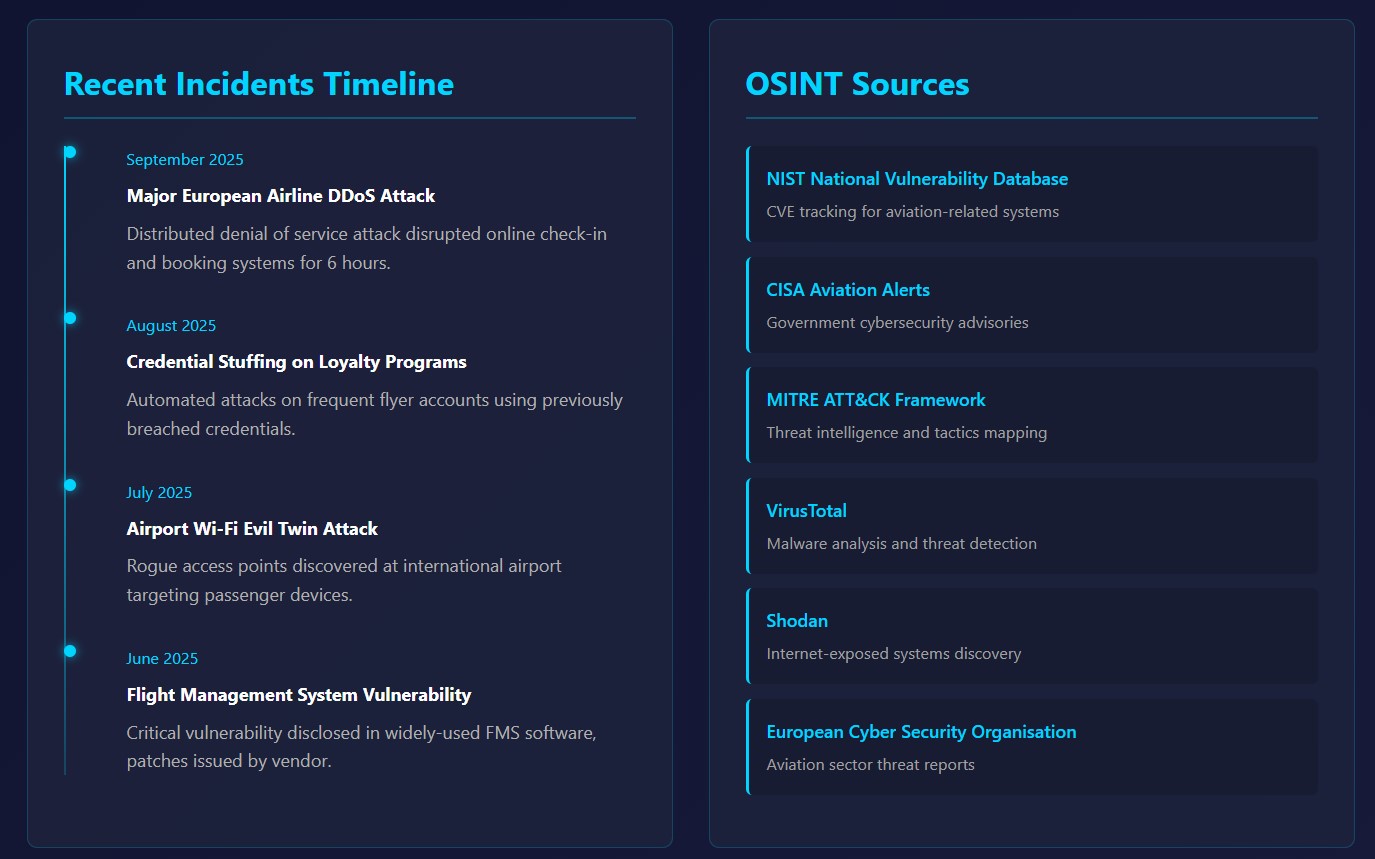 Recent Incidents Timeline
September 2025
Major European Airline DDoS Attack
Distributed denial of service attack disrupted online check-in
and booking systems for 6 hours.
August 2025
Credential Stuffing on Loyalty Programs
Automated attacks on frequent flyer accounts using previously
breached credentials.
July 2025
Airport Wi-Fi Evil Twin Attack
Rogue access points discovered at international airport
targeting passenger devices.
June 2025
Flight Management System Vulnerability
Critical vulnerability disclosed in widely-used FMS software,
patches issued by vendor.
OSINT Sources
NIST National Vulnerability Database
CVE tracking for aviation-related systems
CISA Aviation Alerts
Government cybersecurity advisories
MITRE ATT&CK Framework
Threat intelligence and tactics mapping
VirusTotal
Malware analysis and threat detection
Shodan
Internet-exposed systems discovery
European Cyber Security Organisation
Aviation sector threat reports